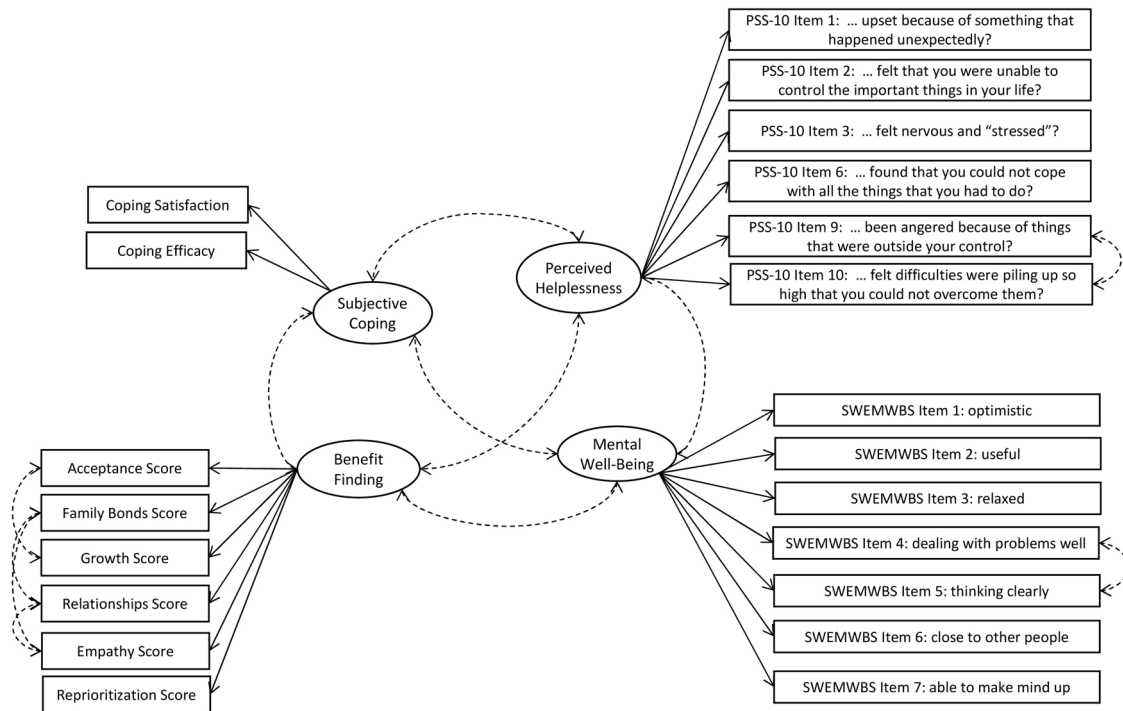 PSS-10 Item 1: ... upset because of something that
happened unexpectedly?
PSS-10 Item 2: ... felt that you were unable to
control the important things in your life?
PSS-10 Item 3: ... felt nervous and “stressed”?
PSS-10 Item 6: ... found that you could not cope
with all the things that you had to do?
PSS-10 Item 9: ... been angered because of things
that were outside your control?
PSS-10 Item 10: ... felt difficulties were piling up so
high that you could not overcome them?
Coping Satisfaction
Coping Efficacy
Subjective
Coping
Perceived
Helplessness
Benefit
Finding
Mental
Well-Being
Acceptance Score
Family Bonds Score
Growth Score
Relationships Score
Empathy Score
Reprioritization Score
SWEMWBS Item 1: optimistic
SWEMWBS Item 2: useful
SWEMWBS Item 3: relaxed
SWEMWBS Item 4: dealing with problems well
SWEMWBS Item 5: thinking clearly
SWEMWBS Item 6: close to other people
SWEMWBS Item 7: able to make mind up